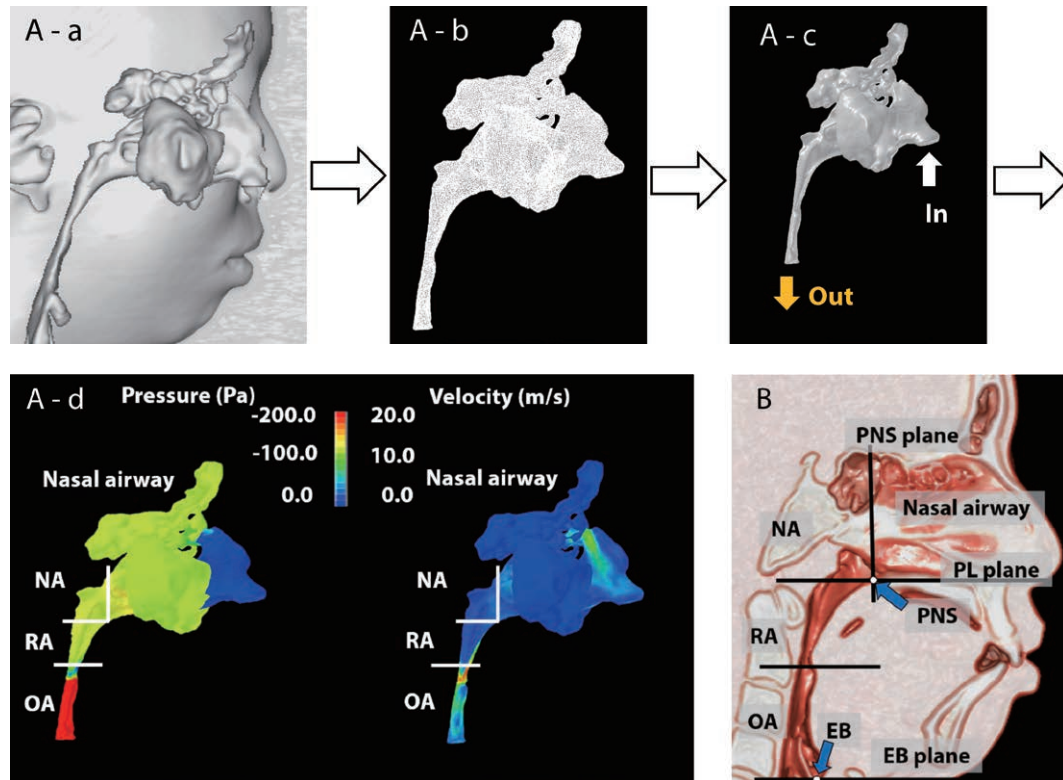 A - a
A - b
A - c
In
Out
A - d
Pressure (Pa)
Velocity (m/s)
-200.0
20.0
-100.0
10.0
0.0
0.0
Nasal airway
Nasal airway
NA
RA
OA
NA
RA
OA
B
PNS plane
Nasal airway
NA
PL plane
PNS
RA
OA
EB
EB plane